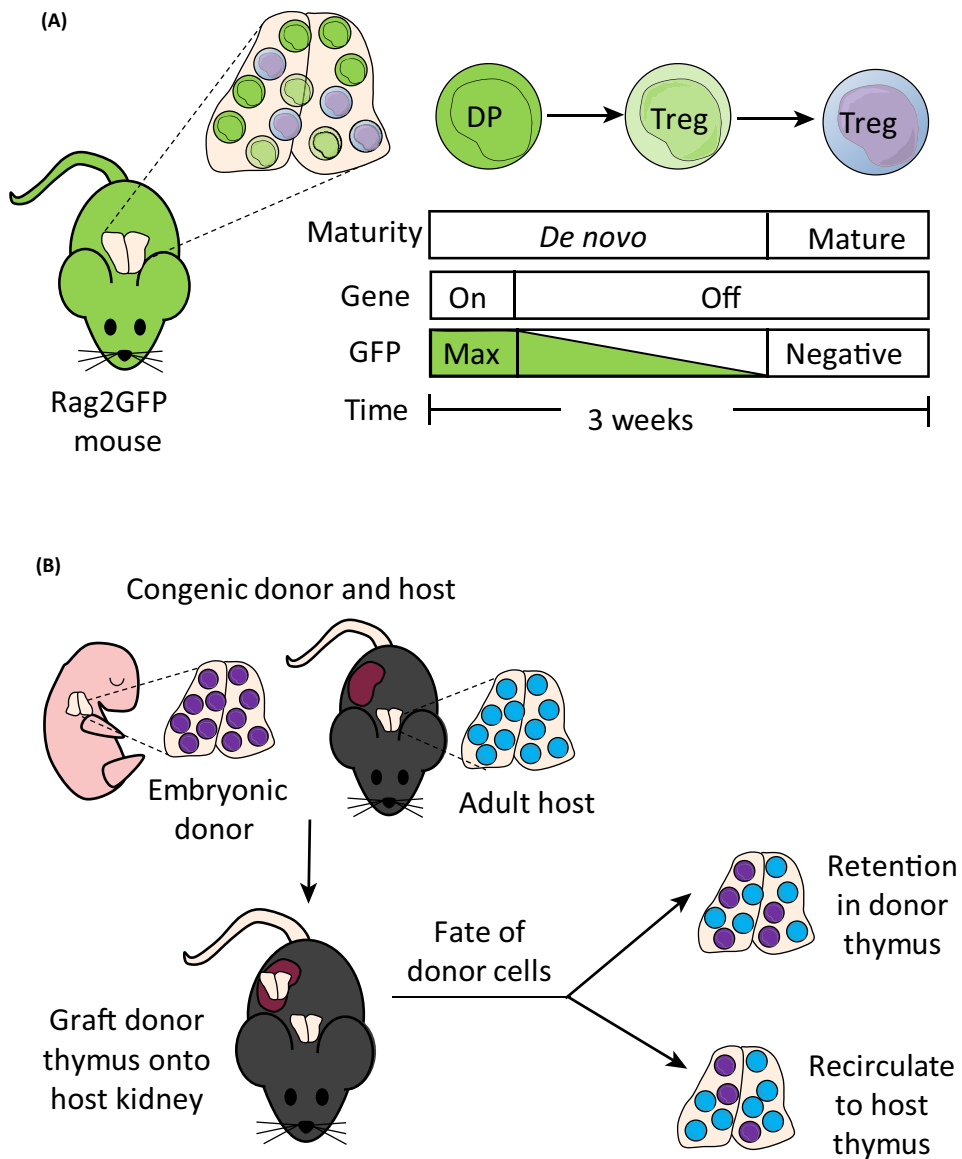 (A)
DP
Treg
Treg
Maturity
De novo
Mature
Gene
On
Off
GFP
Max
Negative
Time
3 weeks
Rag2GFP
mouse
(B)
Congenic donor and host
Embryonic
donor
Adult host
Graft donor
thymus onto
host kidney
Fate of
donor cells
Retention
in donor
thymus
Recirculate
to host
thymus